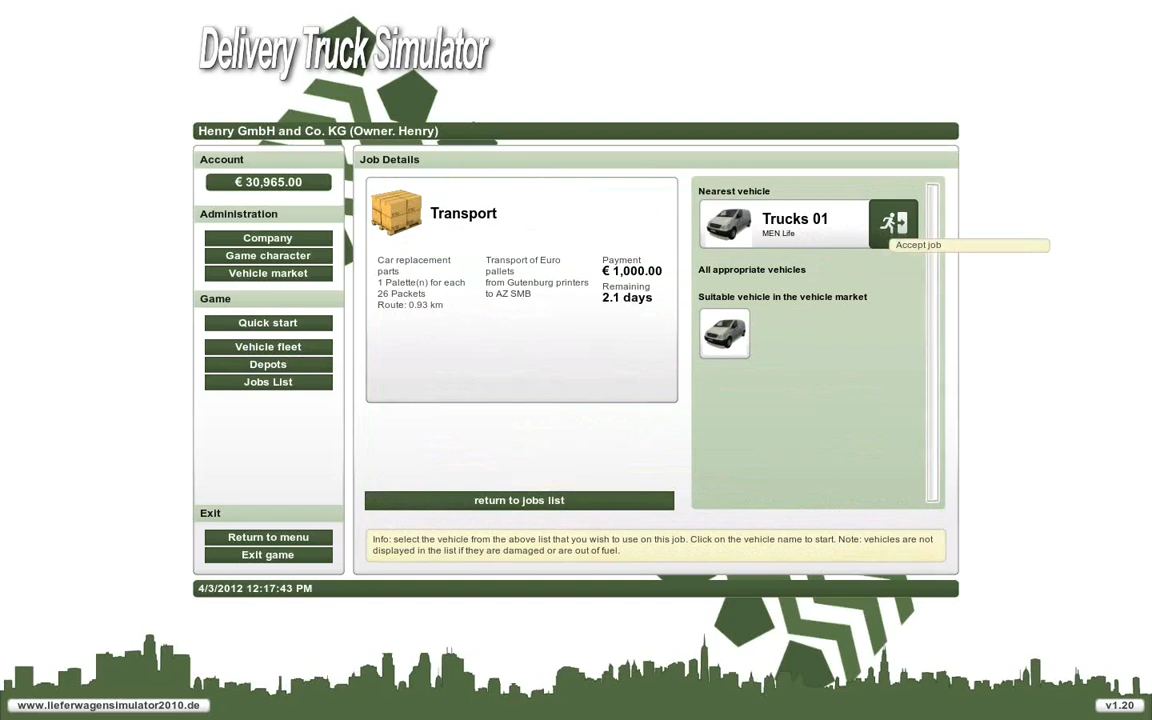 Delivery Truck Simulator
Henry GmbH and Co. KG (Owner. Henry)
Account
€ 30,965.00
Administration
Company
Game character
Vehicle market
Game
Quick start
Vehicle fleet
Depots
Jobs List
Exit
Return to menu
Exit game
Job Details
Transport
Car replacement
parts
1 Palette(n) for each
26 Packets
Route: 0.93 km
Transport of Euro
pallets
from Gutenburg printers
to AZ SMB
Payment
€ 1,000.00
Remaining
2.1 days
return to jobs list
Nearest vehicle
Trucks 01
MEN Life
Accept job
All appropriate vehicles
Suitable vehicle in the vehicle market
Info: select the vehicle from the above list that you wish to use on this job. Click on the vehicle name to start. Note: vehicles are not
displayed in the list if they are damaged or are out of fuel.
4/3/2012 12:17:43 PM
www.lieferwagensimulator2010.de
v1.20